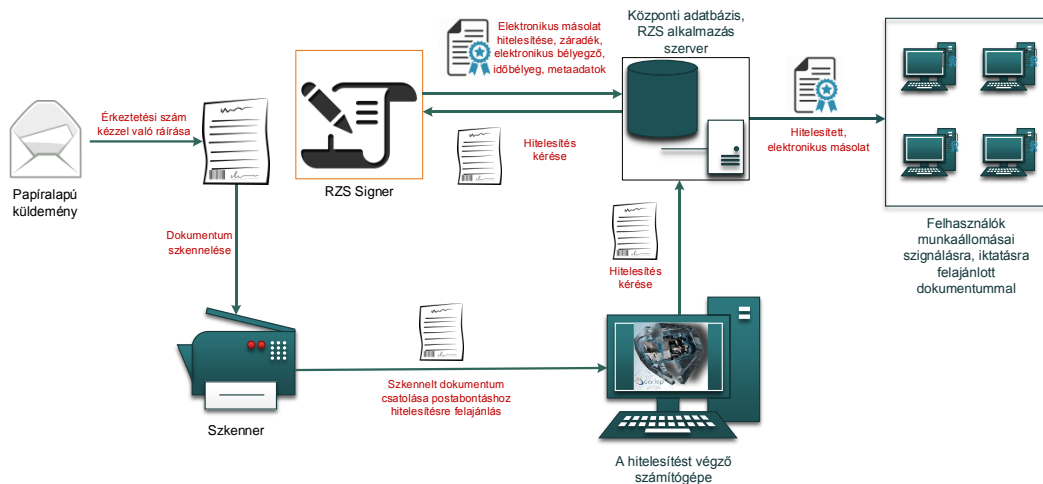 Elektronikus másolat
hitelesítése, záradék,
elektronikus bélyegző,
időbélyeg, metaadatok
Központi adatbázis,
RZS alkalmazás
szerver
Érkeztetési szám
kézzel való ráírása
Papíralapú
küldemény
RZS Signer
Hitelesítés
kérése
Hitelesített,
elektronikus másolat
Felhasználók
munkaállomásai
szignálásra, iktatásra
felajánlott
dokumentummal
Dokumentum
szkennelése
Hitelesítés
kérése
Szkennelt dokumentum
csatolása postabontáshoz
hitelesítésre felajánlás
Szkenner
A hitelesítést végző
számítógépe